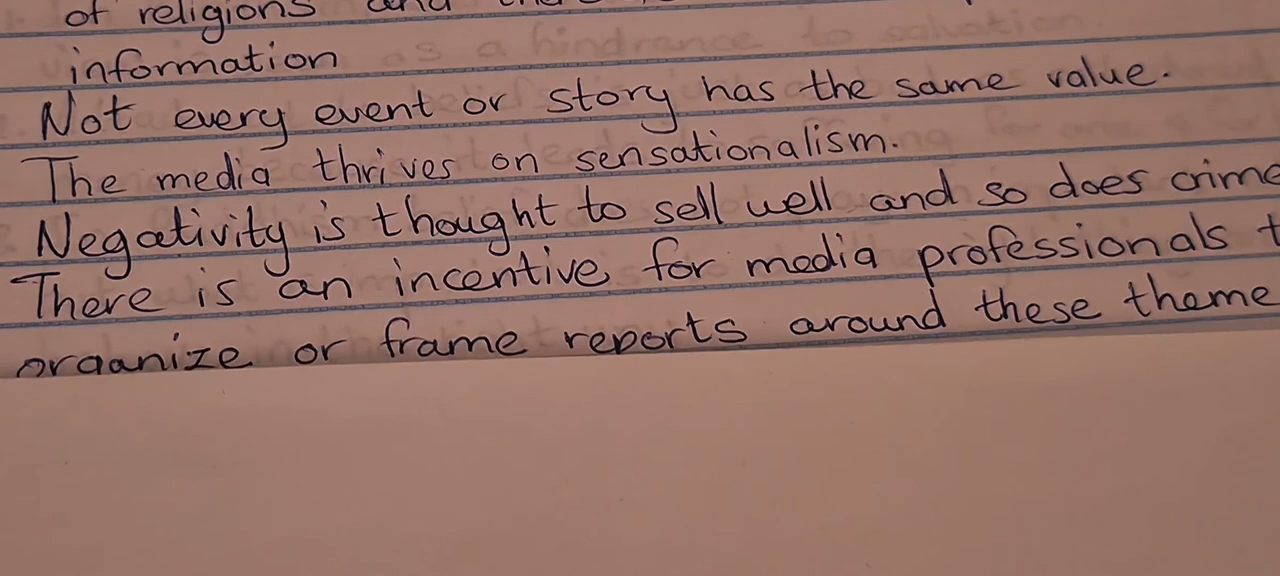 of religions and
information
Not every event or story has the same value.
The media thrives on sensationalism.
Negativity is thought to sell well and so does crime
There is an incentive for media professionals t
organize or frame reports around these theme